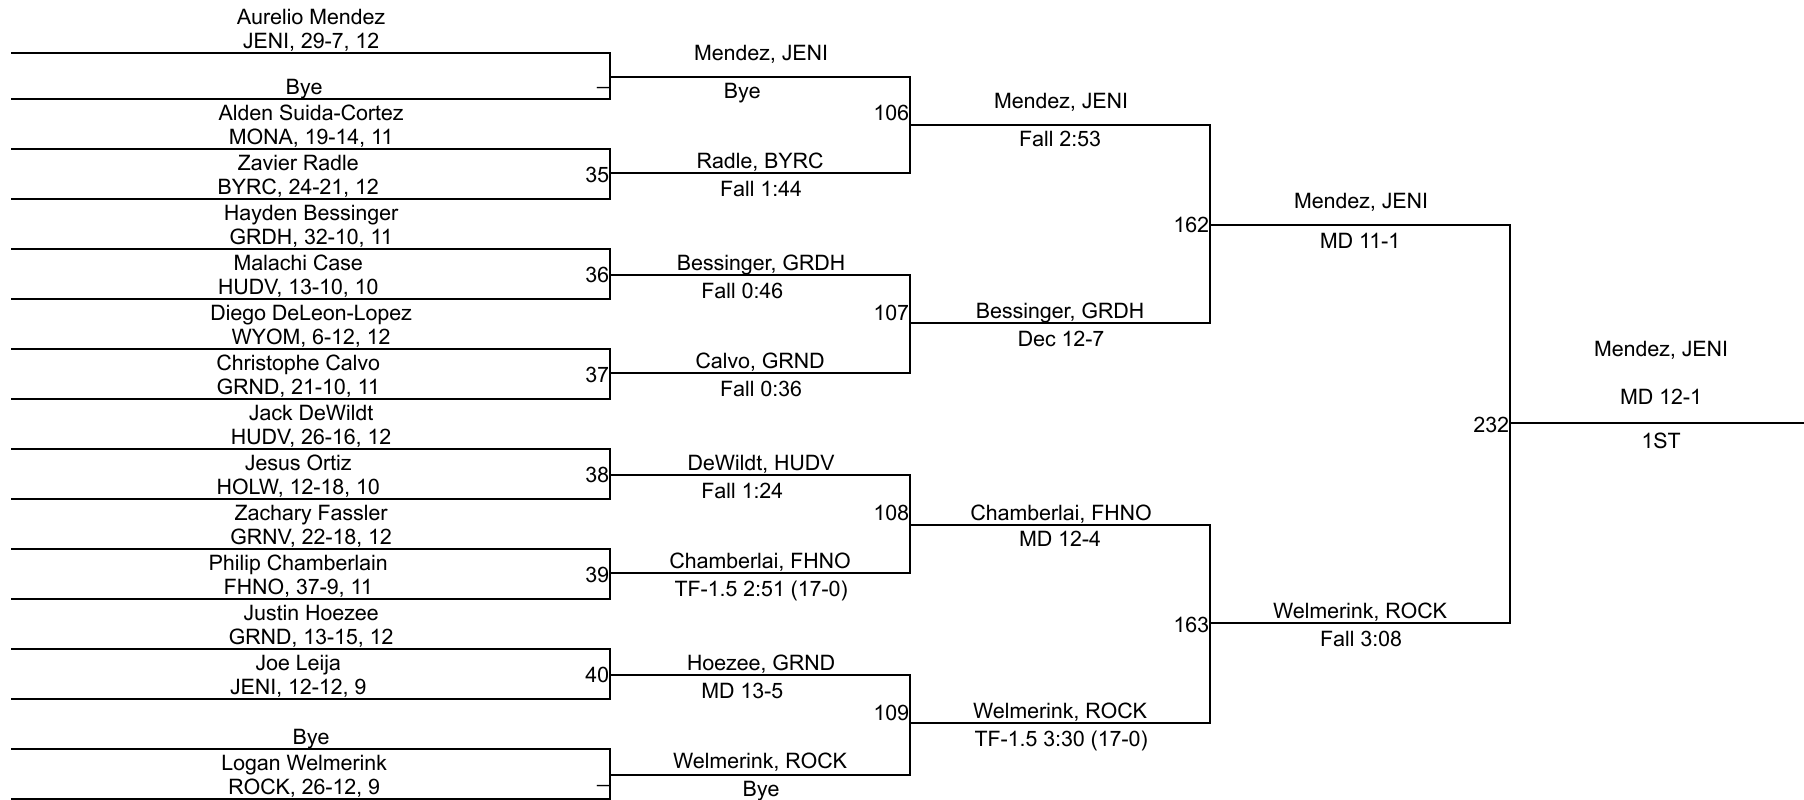 Aurelio Mendez
JENI, 29-7, 12
Bye
Alden Suida-Cortez
MONA, 19-14, 11
Zavier Radle
BYRC, 24-21, 12
Hayden Bessinger
GRDH, 32-10, 11
Malachi Case
HUDV, 13-10, 10
Diego DeLeon-Lopez
WYOM, 6-12, 12
Christophe Calvo
GRND, 21-10, 11
Jack DeWildt
HUDV, 26-16, 12
Jesus Ortiz
HOLW, 12-18, 10
Zachary Fassler
GRNV, 22-18, 12
Philip Chamberlain
FHNO, 37-9, 11
Justin Hoezee
GRND, 13-15, 12
Joe Leija
JENI, 12-12, 9
Bye
Logan Welmerink
ROCK, 26-12, 9
35
36
37
38
39
40
Mendez, JENI
Bye
Radle, BYRC
Fall 1:44
Bessinger, GRDH
Fall 0:46
Calvo, GRND
Fall 0:36
DeWildt, HUDV
Fall 1:24
Chamberlai, FHNO
TF-1.5 2:51 (17-0)
Hoezee, GRND
MD 13-5
Welmerink, ROCK
Bye
106
107
108
109
Mendez, JENI
Fall 2:53
Bessinger, GRDH
Dec 12-7
Chamberlai, FHNO
MD 12-4
Welmerink, ROCK
TF-1.5 3:30 (17-0)
162
163
Mendez, JENI
MD 11-1
Welmerink, ROCK
Fall 3:08
232
Mendez, JENI
MD 12-1
1ST